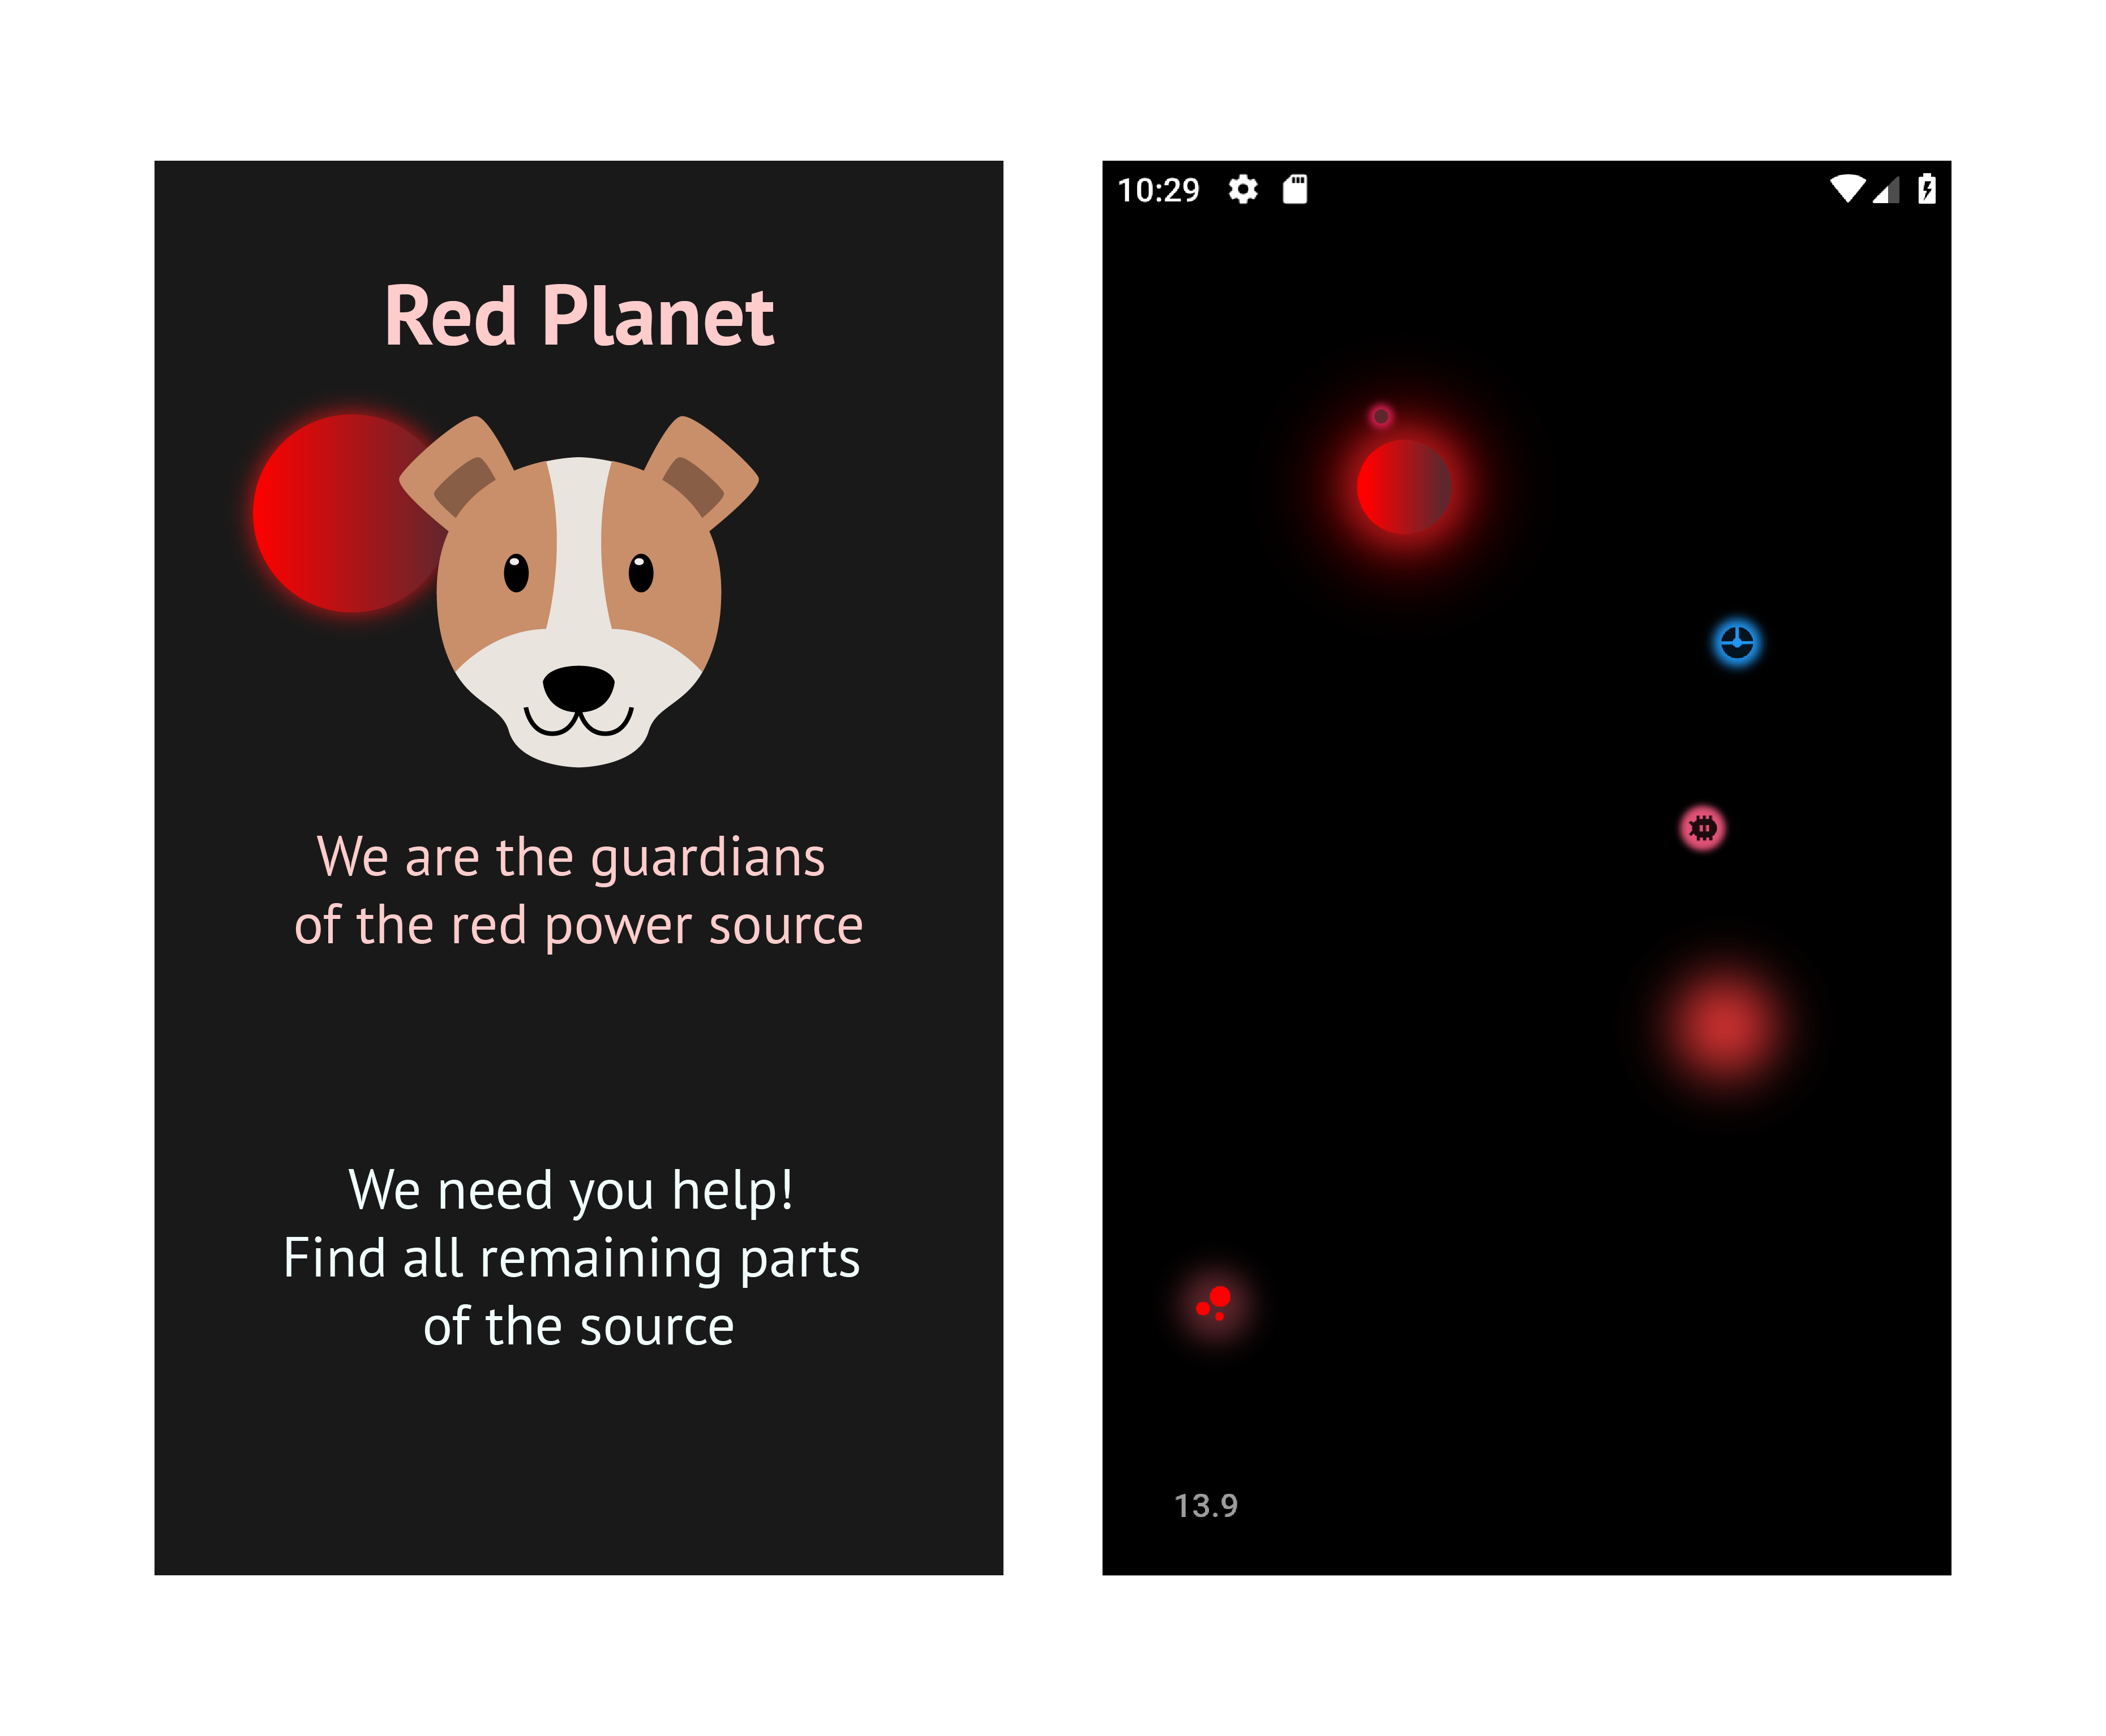 Red Planet
We are the guardians
of the red power source
We need you help!
Find all remaining parts
of the source
10:29
13.9